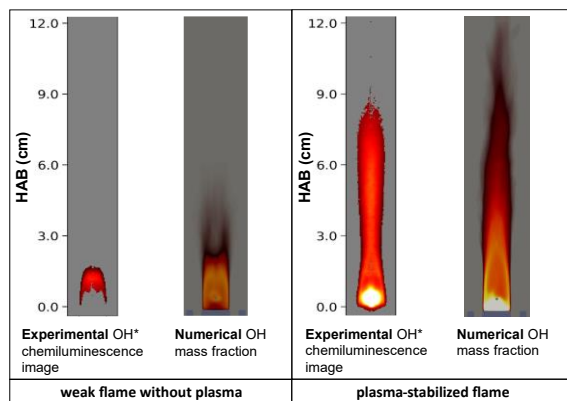 12.0
9.0
6.0
3.0
0.0
HAB (cm)
Experimental OH*
chemiluminescence
image
Numerical OH
mass fraction
weak flame without plasma
12.0
9.0
6.0
3.0
0.0
HAB (cm)
Experimental OH*
chemiluminescence
image
Numerical OH
mass fraction
plasma-stabilized flame